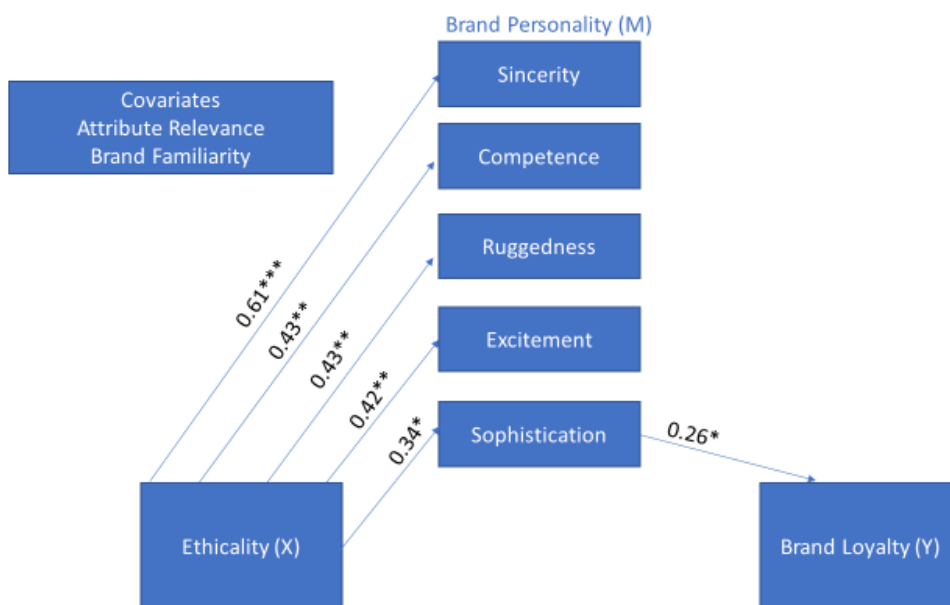 Brand Personality (M)
Sincerity
Covariates
Attribute Relevance
Brand Familiarity
Competence
Ruggedness
0.61***
0.43**
0.43**
Excitement
0.42**
0.34*
Sophistication
0.26*
Ethicality (X)
Brand Loyalty (Y)